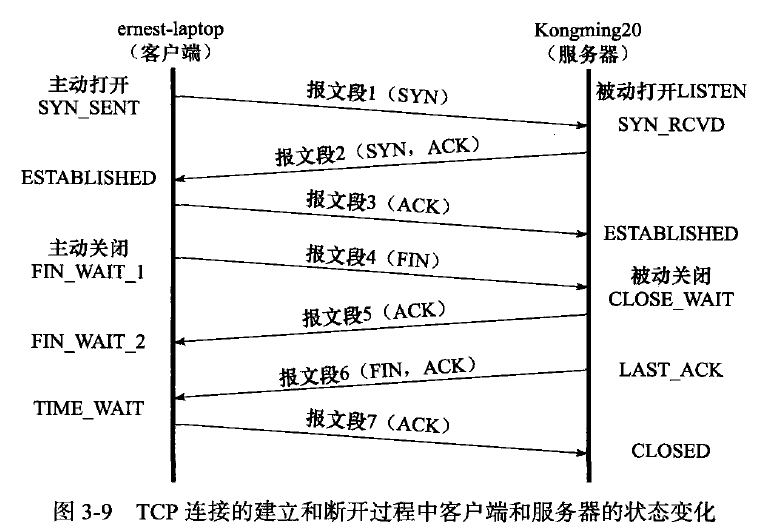 ernest-laptop
（客户端）
Kongming20
（服务器）
主动打开
SYN_SENT
报文段1（SYN）
被动打开LISTEN
SYN_RCVD
报文段2（SYN，ACK）
ESTABLISHED
报文段3（ACK）
ESTABLISHED
主动关闭
FIN_WAIT_1
报文段4（FIN）
被动关闭
CLOSE_WAIT
报文段5（ACK）
FIN_WAIT_2
报文段6（FIN，ACK）
LAST_ACK
TIME_WAIT
报文段7（ACK）
CLOSED
图 3-9 TCP 连接的建立和断开过程中客户端和服务器的状态变化